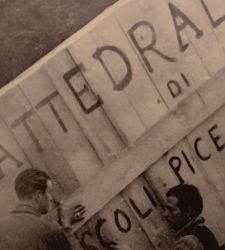 ATTEDRAL
DI
SCOLI PICE